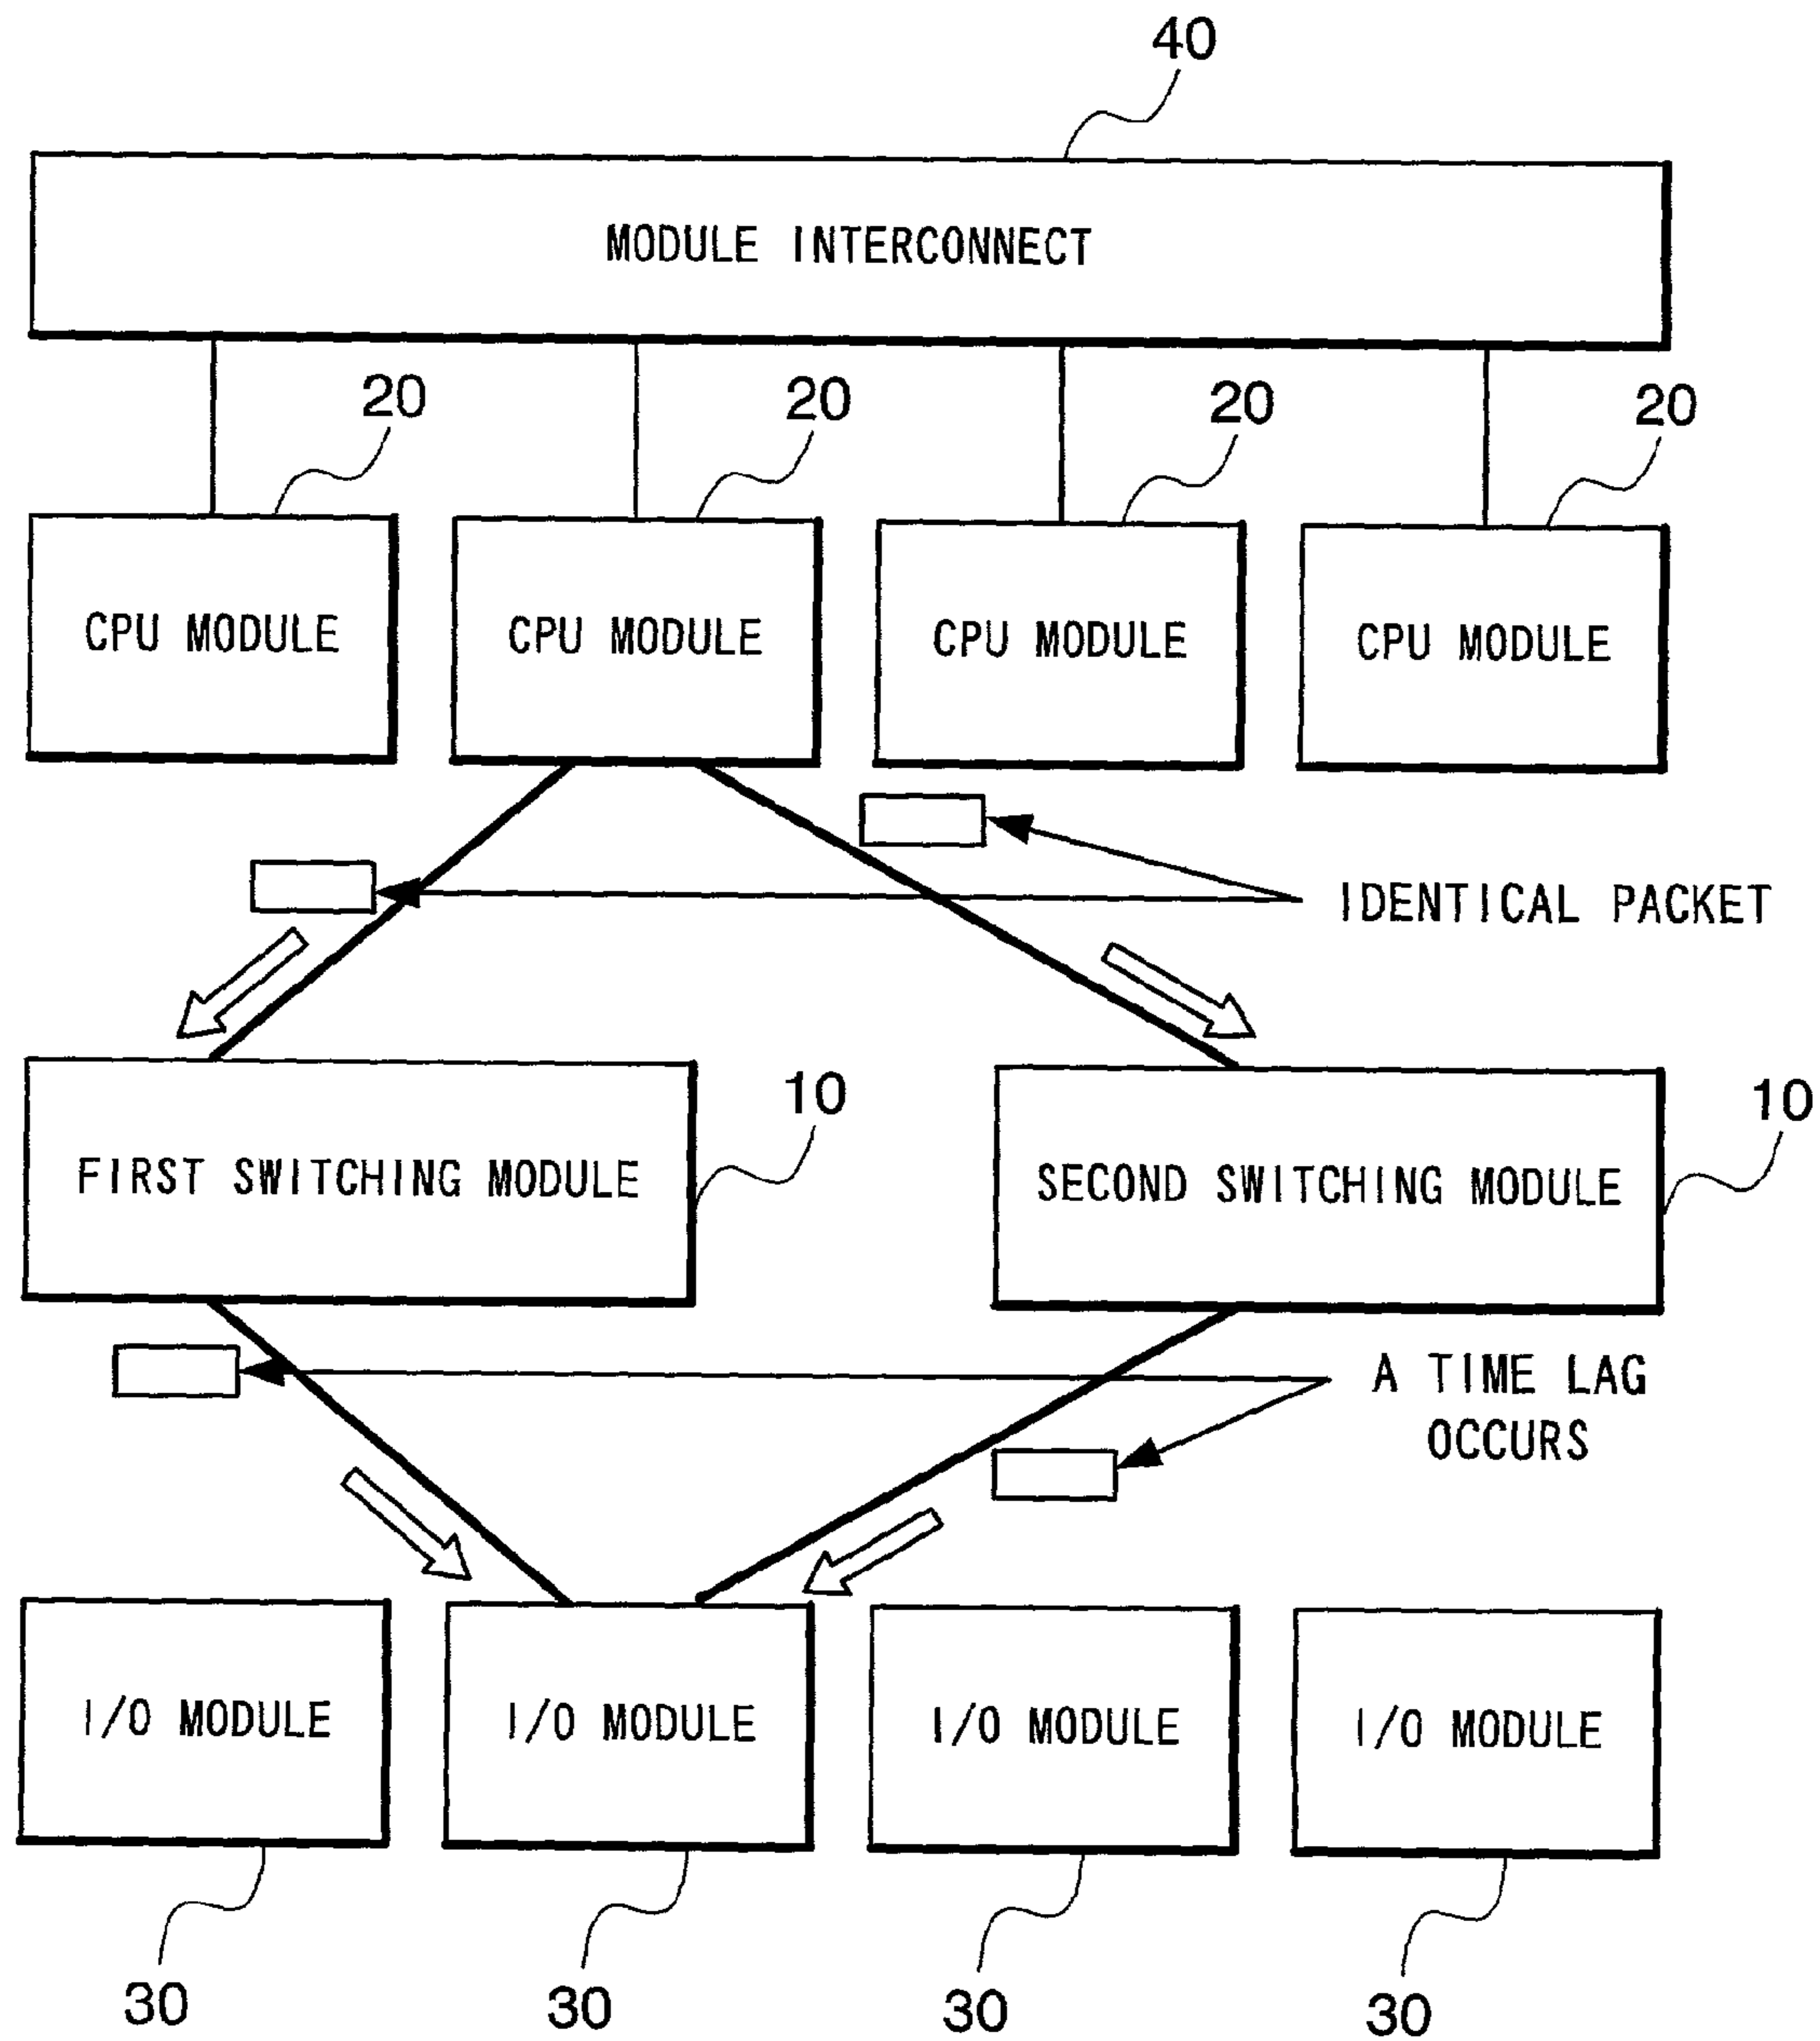 40
MODULE INTERCONNECT
20
20
20
20
CPU MODULE
CPU MODULE
CPU MODULE
CPU MODULE
IDENTICAL PACKET
10
10
FIRST SWITCHING MODULE
SECOND SWITCHING MODULE
A TIME LAG
OCCURS
I/O MODULE
I/O MODULE
I/O MODULE
I/O MODULE
30
30
30
30